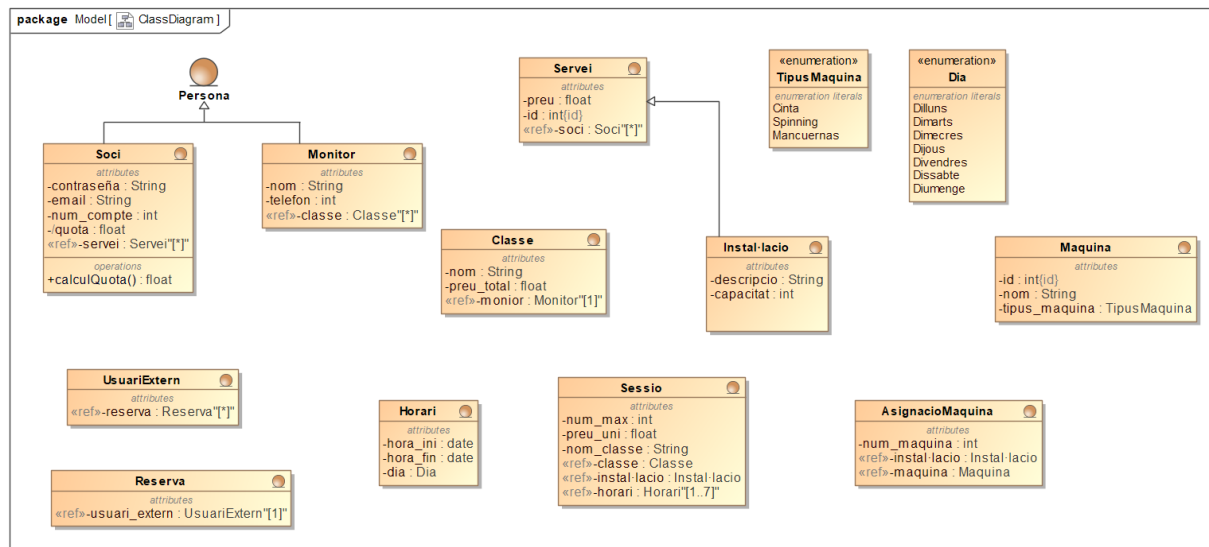 package Model [ ClassDiagram ]
Persona
Soci
attributes
-contraseña : String
-email : String
-num_compte : int
-/quota : float
«ref»-servei : Servei"[*]"
operations
+calculQuota() : float
Monitor
attributes
-nom : String
-telefon : int
«ref»-classe : Classe"[*]"
Servei
attributes
-preu : float
-id : int{id}
«ref»-soci : Soci"[*]"
«enumeration»
TipusMaquina
enumeration literals
Cinta
Spinning
Mancuernas
«enumeration»
Dia
enumeration literals
Dilluns
Dimarts
Dimecres
Dijous
Divendres
Dissabte
Diumenge
Classe
attributes
-nom : String
-preu_total : float
«ref»-monior : Monitor"[1]"
Instal·lacio
attributes
-descripcio : String
-capacitat : int
Maquina
attributes
-id : int{id}
-nom : String
-tipus_maquina : TipusMaquina
UsuariExtern
attributes
«ref»-reserva : Reserva"[*]"
Horari
attributes
-hora_ini : date
-hora_fin : date
-dia : Dia
Sessio
attributes
-num_max : int
-preu_uni : float
-nom_classe : String
«ref»-classe : Classe
«ref»-instal·lacio : Instal·lacio
«ref»-horari : Horari"[1..7]"
AsignacioMaquina
attributes
-num_maquina : int
«ref»-instal·lacio : Instal·lacio
«ref»-maquina : Maquina
Reserva
attributes
«ref»-usuari_extern : UsuariExtern"[1]"